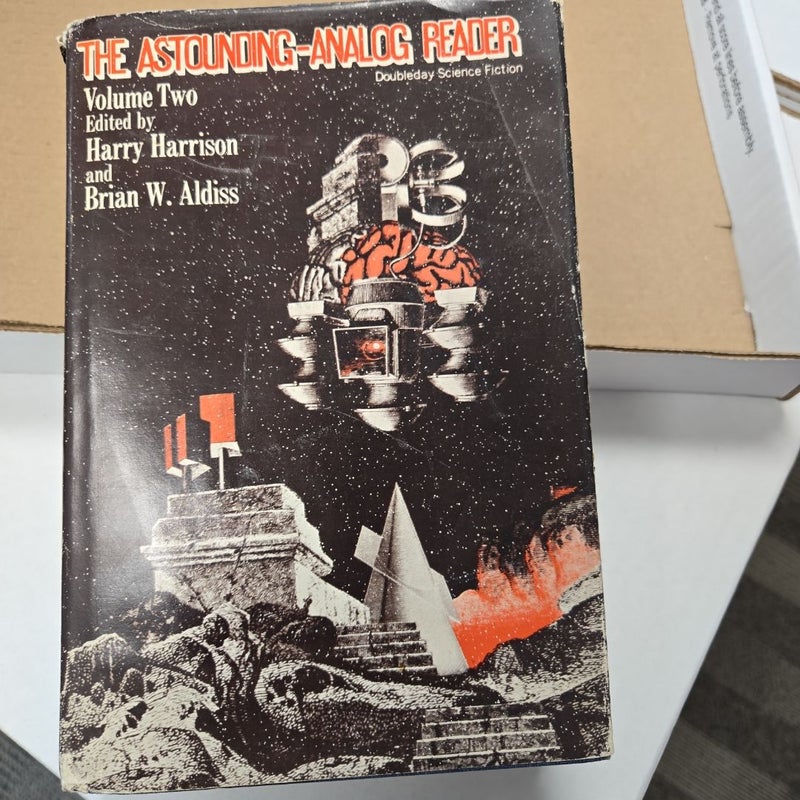 THE ASTOUNDING-ANALOG READER
Doubleday Science Fiction
Volume Two
Edited by
Harry Harrison
and
Brian W. Aldiss